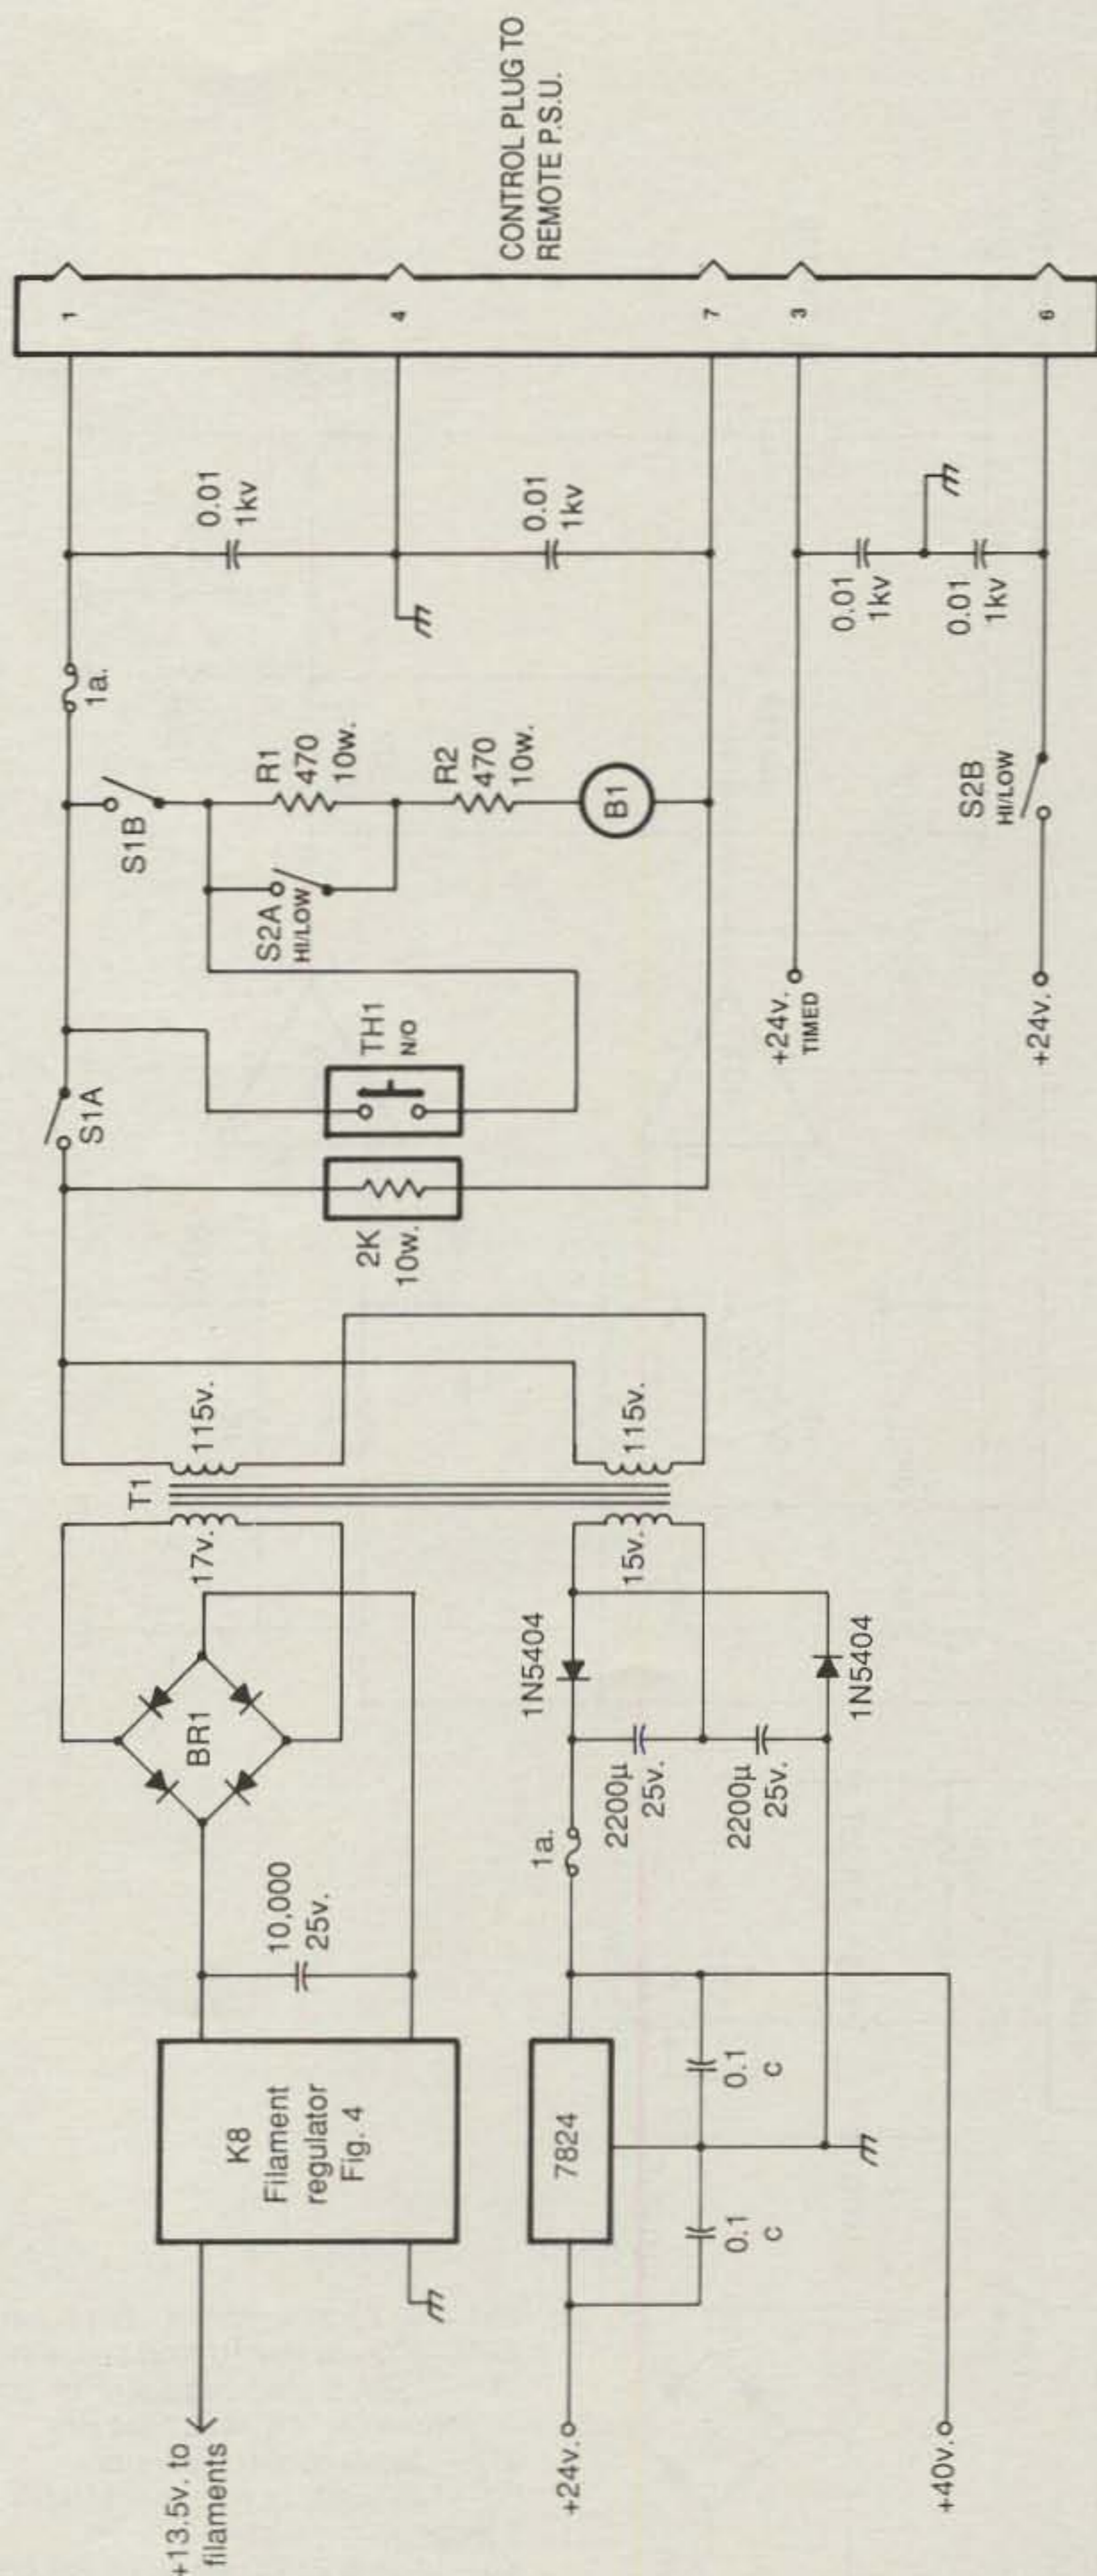 CONTROL PLUG TO
REMOTE P.S.U.
1
4
7
3
6
0.01
1kv
0.01
1kv
0.01
1kv
0.01
1kv
1a.
S1B
R1
470
10w.
R2
470
10w.
B1
S2A
HI/LOW
S2B
HI/LOW
S1A
TH1
N/O
2K
10w.
+24v.
TIMED
+24v.
T1
115v.
115v.
17v.
15v.
BR1
1N5404
1N5404
10,000
25v.
1a.
2200µ
25v.
2200µ
25v.
K8
Filament
regulator
Fig. 4
7824
0.1
c
0.1
c
+13.5v. to
filaments
+24v.
+40v.